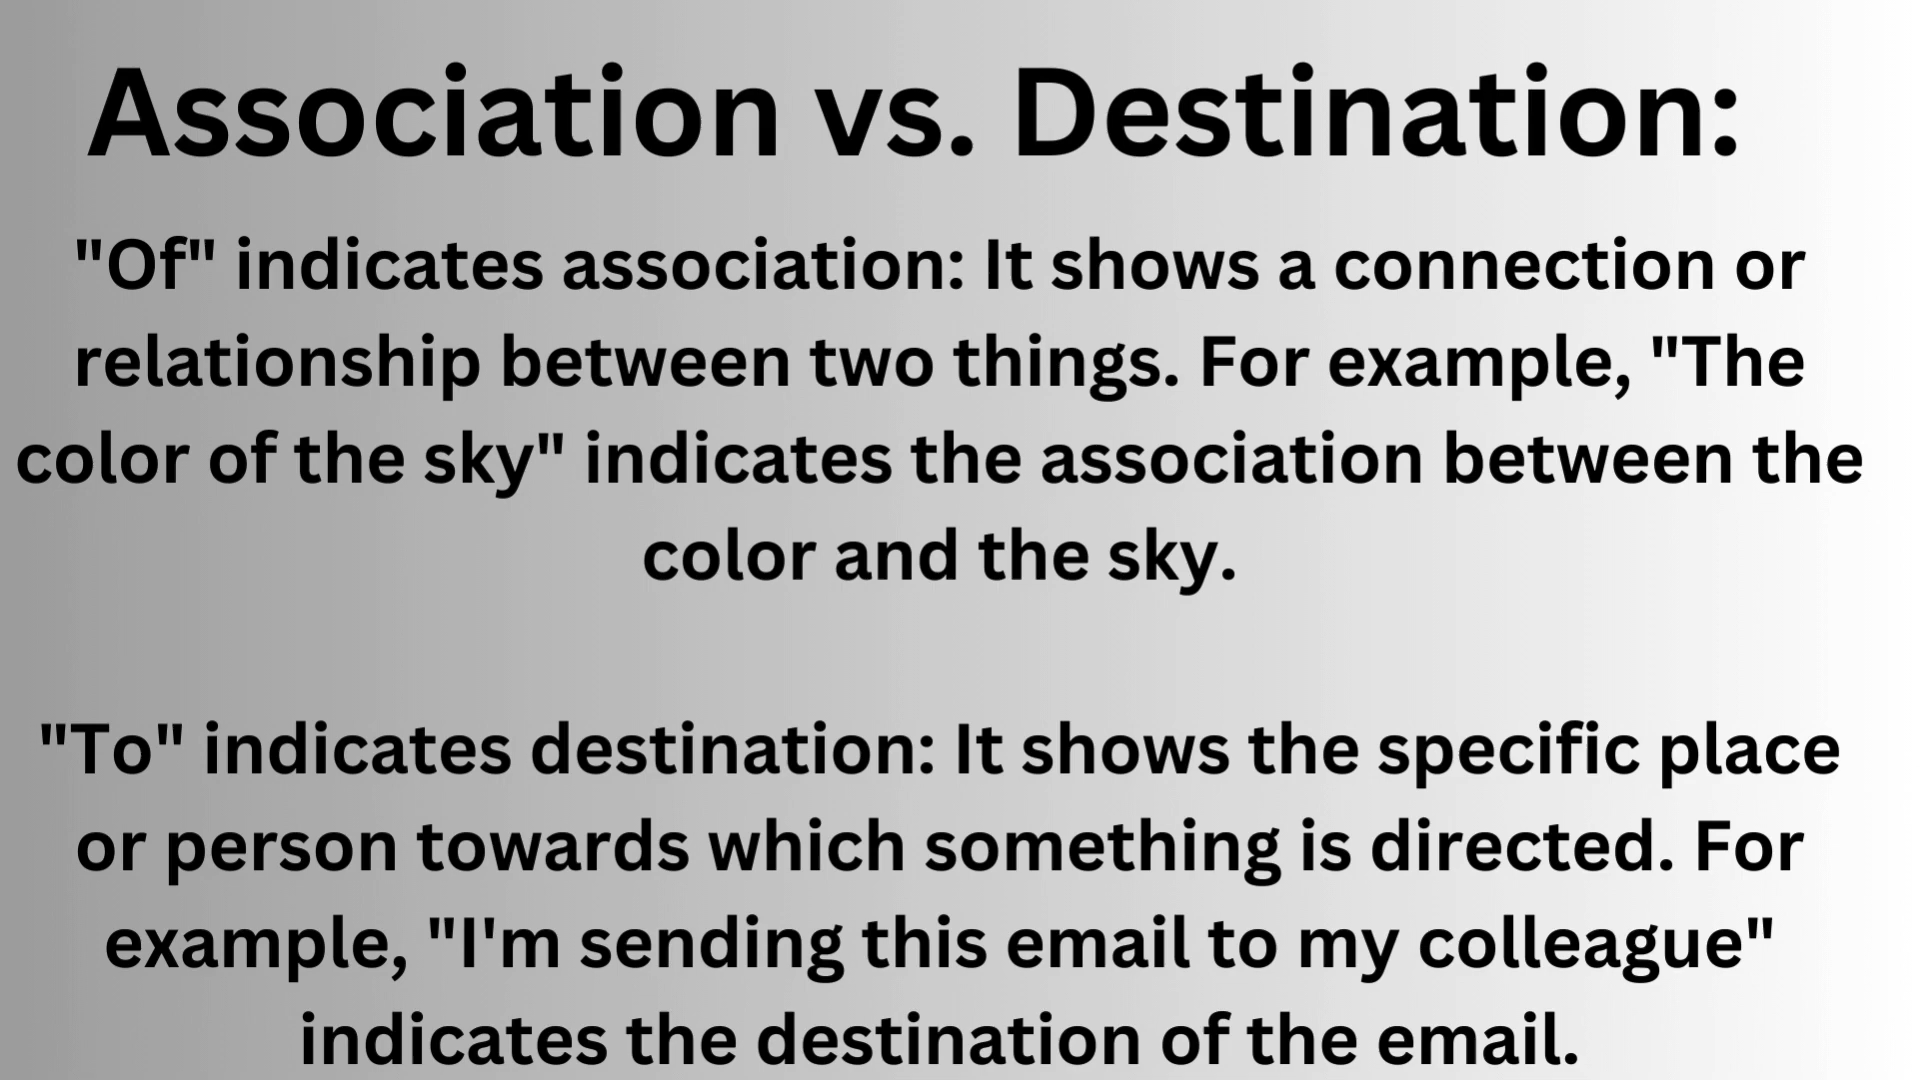 Association vs. Destination:
"Of" indicates association: It shows a connection or
relationship between two things. For example, "The
color of the sky" indicates the association between the
color and the sky.
"To" indicates destination: It shows the specific place
or person towards which something is directed. For
example, "I'm sending this email to my colleague"
indicates the destination of the email.